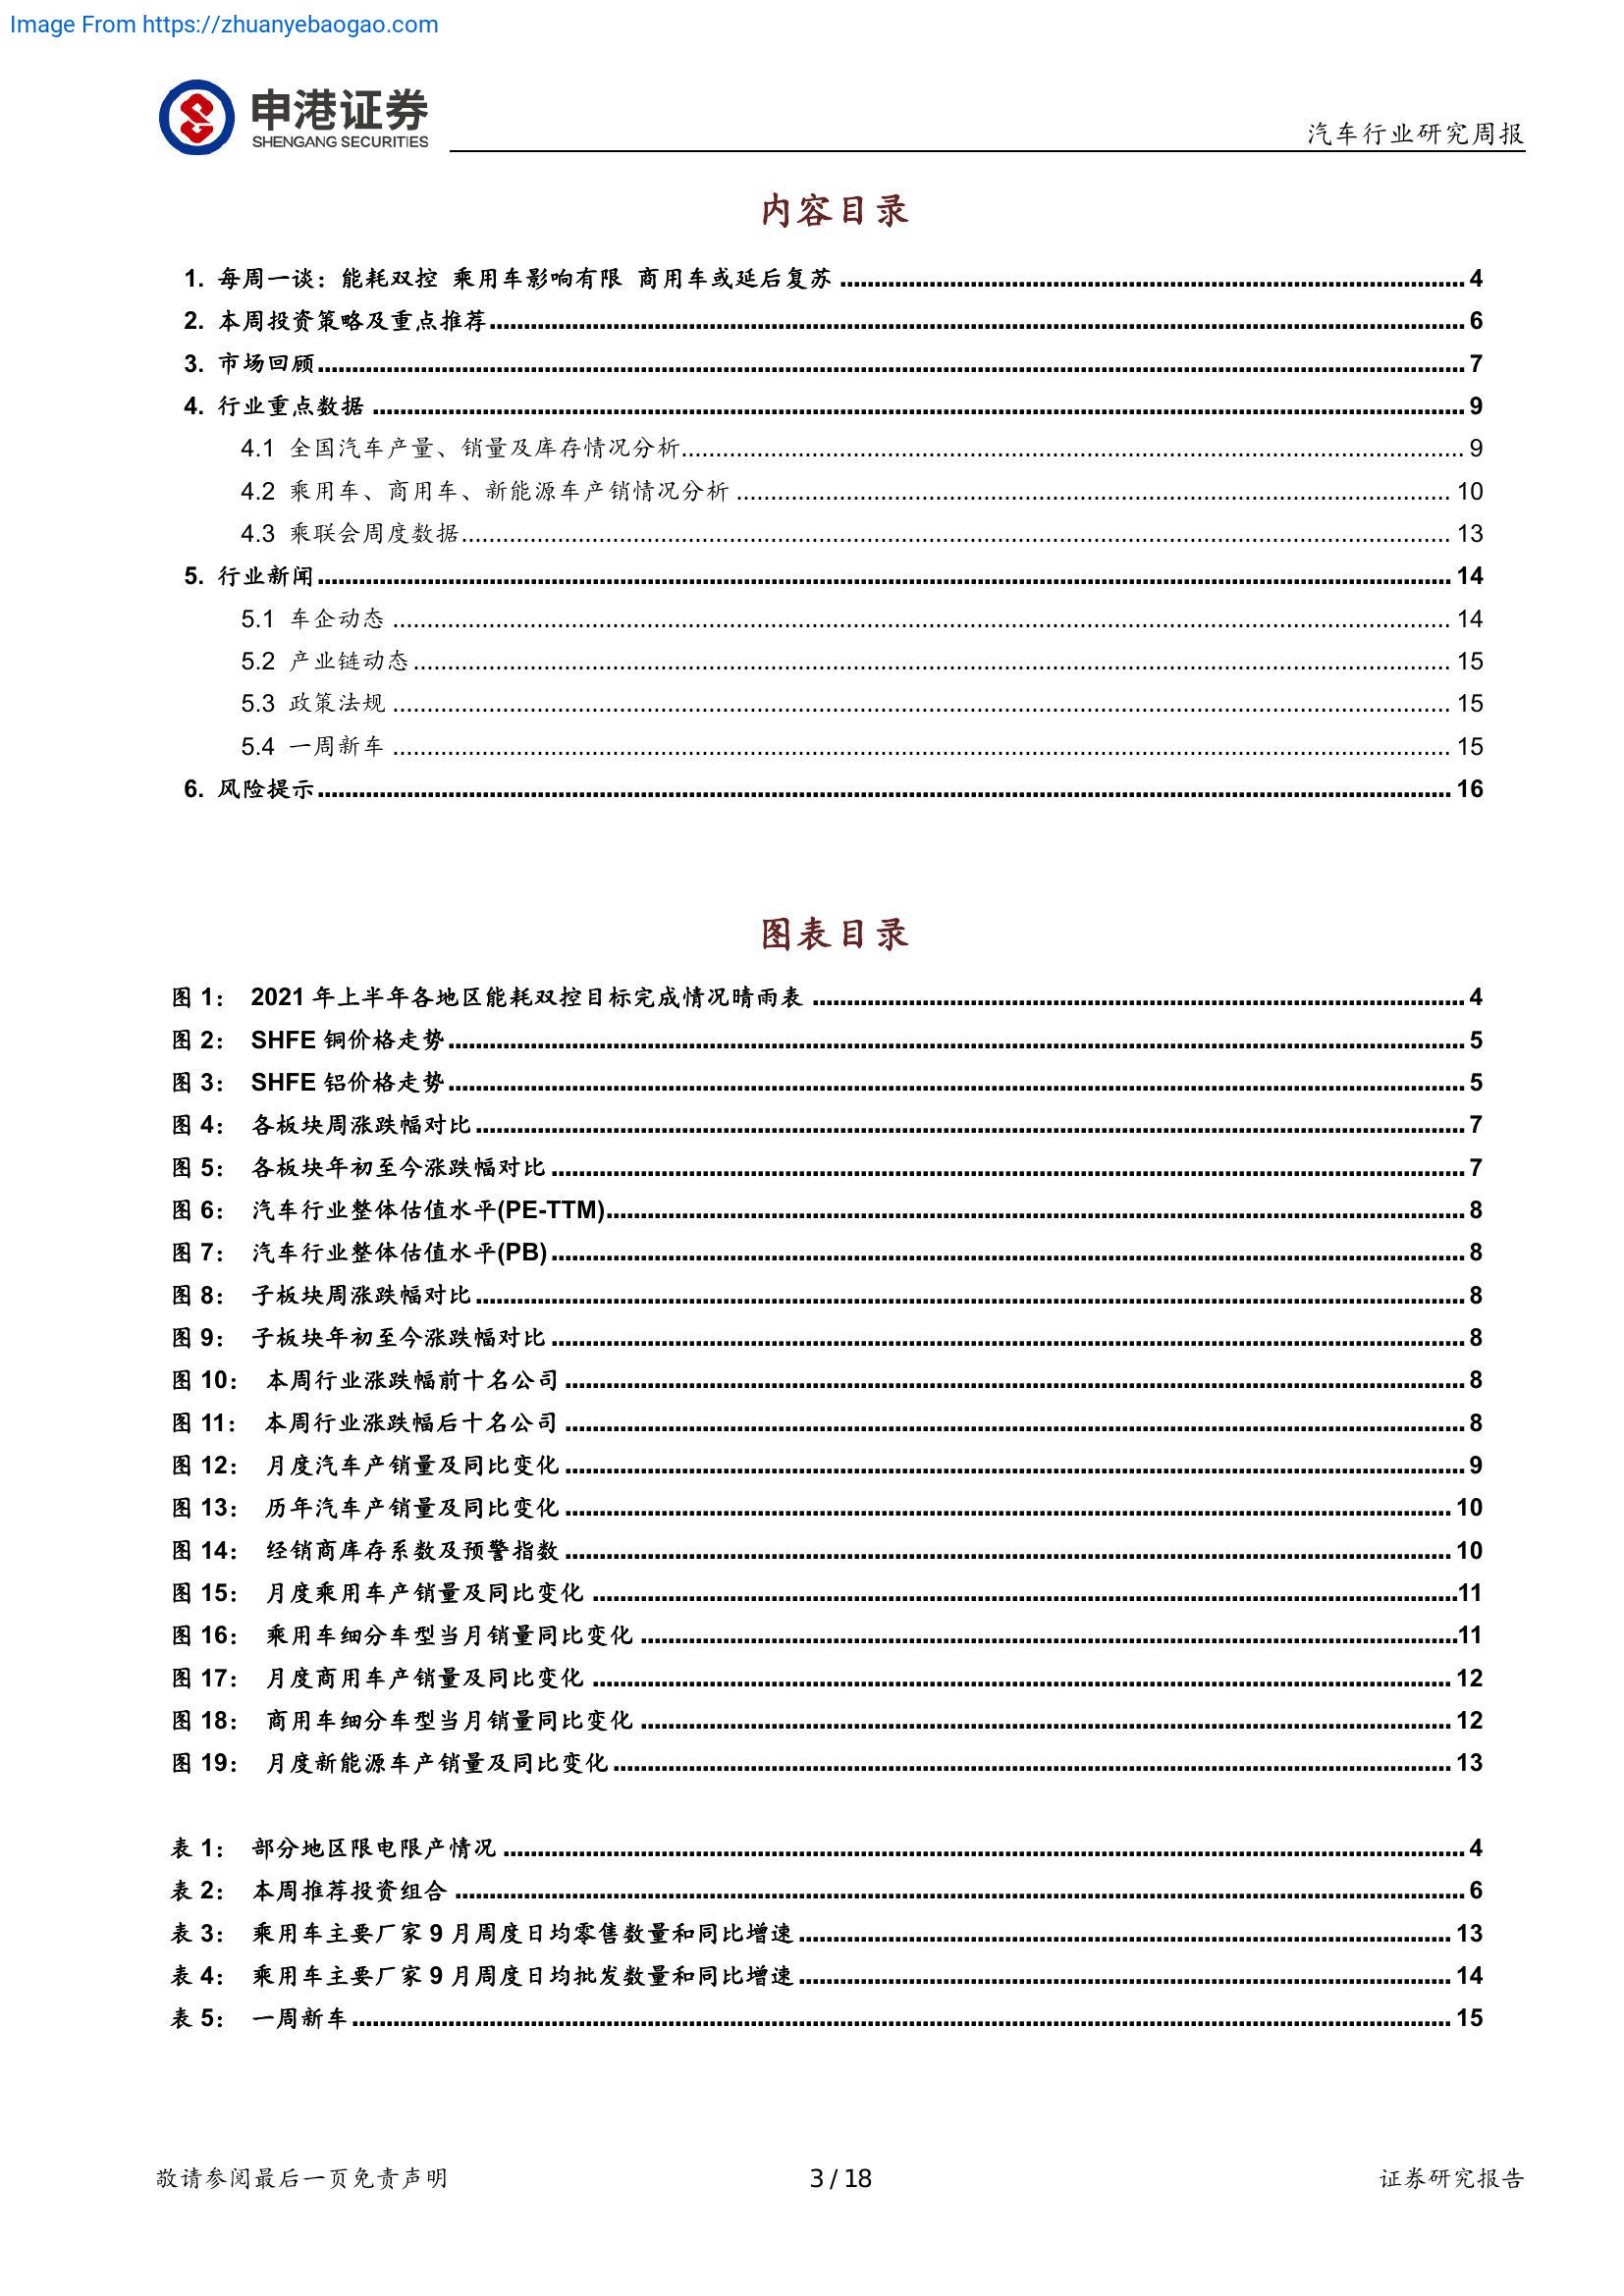 Image From https://zhuanyebaogao.com
申港证券
SHENGANG SECURITIES
汽车行业研究周报
内容目录
1. 每周一谈：能耗双控 乘用车影响有限 商用车或延后复苏 4
2. 本周投资策略及重点推荐 6
3. 市场回顾 7
4. 行业重点数据 9
4.1 全国汽车产量、销量及库存情况分析 9
4.2 乘用车、商用车、新能源车产销情况分析 10
4.3 乘联会周度数据 13
5. 行业新闻 14
5.1 车企动态 14
5.2 产业链动态 15
5.3 政策法规 15
5.4 一周新车 15
6. 风险提示 16
图表目录
图 1： 2021 年上半年各地区能耗双控目标完成情况晴雨表 4
图 2： SHFE 铜价格走势 5
图 3： SHFE 铝价格走势 5
图 4： 各板块周涨跌幅对比 7
图 5： 各板块年初至今涨跌幅对比 7
图 6： 汽车行业整体估值水平(PE-TTM) 8
图 7： 汽车行业整体估值水平(PB) 8
图 8： 子板块周涨跌幅对比 8
图 9： 子板块年初至今涨跌幅对比 8
图 10： 本周行业涨跌幅前十名公司 8
图 11： 本周行业涨跌幅后十名公司 8
图 12： 月度汽车产销量及同比变化 9
图 13： 历年汽车产销量及同比变化 10
图 14： 经销商库存系数及预警指数 10
图 15： 月度乘用车产销量及同比变化 11
图 16： 乘用车细分车型当月销量同比变化 11
图 17： 月度商用车产销量及同比变化 12
图 18： 商用车细分车型当月销量同比变化 12
图 19： 月度新能源车产销量及同比变化 13
表 1： 部分地区限电限产情况 4
表 2： 本周推荐投资组合 6
表 3： 乘用车主要厂家 9 月周度日均零售数量和同比增速 13
表 4： 乘用车主要厂家 9 月周度日均批发数量和同比增速 14
表 5： 一周新车 15
敬请参阅最后一页免责声明
3 / 18
证券研究报告